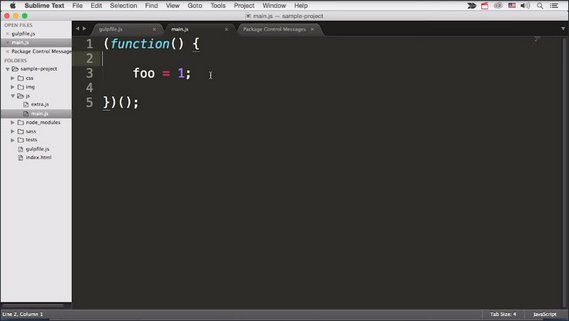 Sublime Text File Edit Selection Find View Goto Tools Project Window Help
main.js — sample-project
OPEN FILES
gulpfile.js
main.js
Package Control Messages
FOLDERS
sample-project
css
img
js
extra.js
main.js
node_modules
sass
tests
gulpfile.js
index.html
gulpfile.js main.js Package Control Messages
1 (function() {
2
3 foo = 1;
4
5 })();
Line 2, Column 1 Tab Size: 4 JavaScript